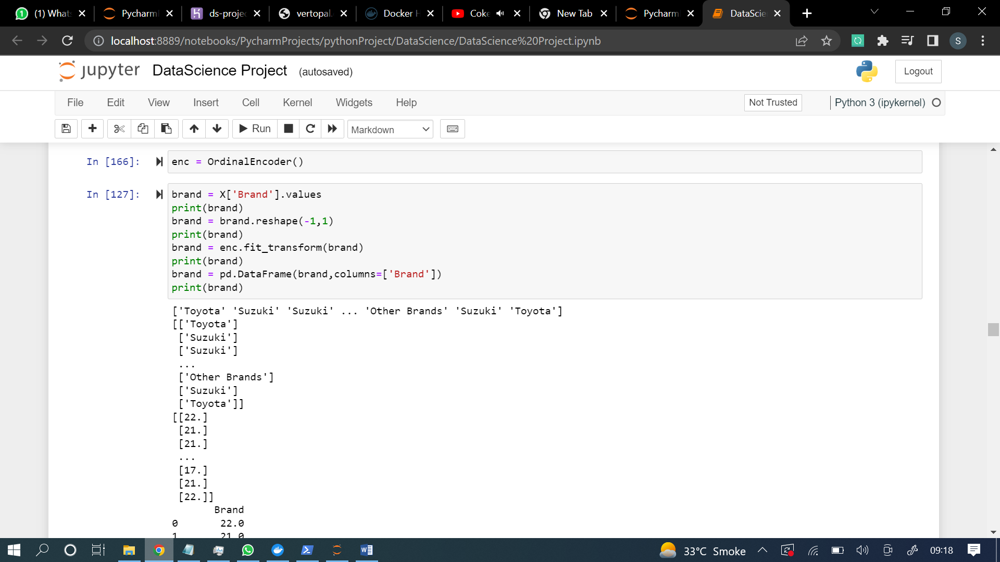 (1) What
Pycharm
ds-projec
vertopal.
Docker H
Coke
New Tab
Pycharm
DataScie
localhost:8889/notebooks/PycharmProjects/pythonProject/DataScience/DataScience%20Project.ipynb
S
jupyter DataScience Project (autosaved)
Logout
File Edit View Insert Cell Kernel Widgets Help
Not Trusted
Python 3 (ipykernel)
Run
Markdown
In [166]: enc = OrdinalEncoder()
In [127]: brand = X['Brand'].values
print(brand)
brand = brand.reshape(-1,1)
print(brand)
brand = enc.fit_transform(brand)
print(brand)
brand = pd.DataFrame(brand,columns=['Brand'])
print(brand)
['Toyota' 'Suzuki' 'Suzuki' ... 'Other Brands' 'Suzuki' 'Toyota']
[['Toyota']
['Suzuki']
['Suzuki']
...
['Other Brands']
['Suzuki']
['Toyota']]
[[22.]
[21.]
[21.]
...
[17.]
[21.]
[22.]]
Brand
0 22.0
1 21.0
33°C Smoke
09:18